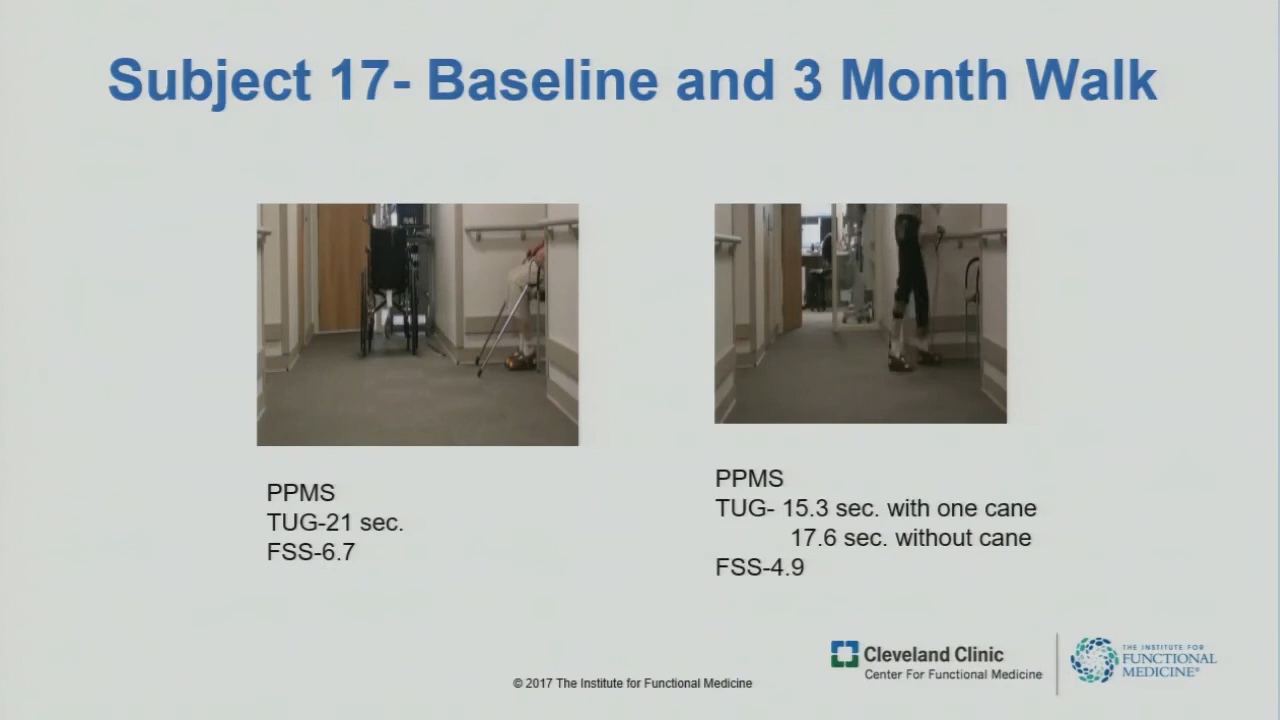 Subject 17- Baseline and 3 Month Walk
PPMS
TUG-21 sec.
FSS-6.7
PPMS
TUG- 15.3 sec. with one cane
17.6 sec. without cane
FSS-4.9
© 2017 The Institute for Functional Medicine
Cleveland Clinic
Center For Functional Medicine
THE INSTITUTE FOR
FUNCTIONAL
MEDICINE®